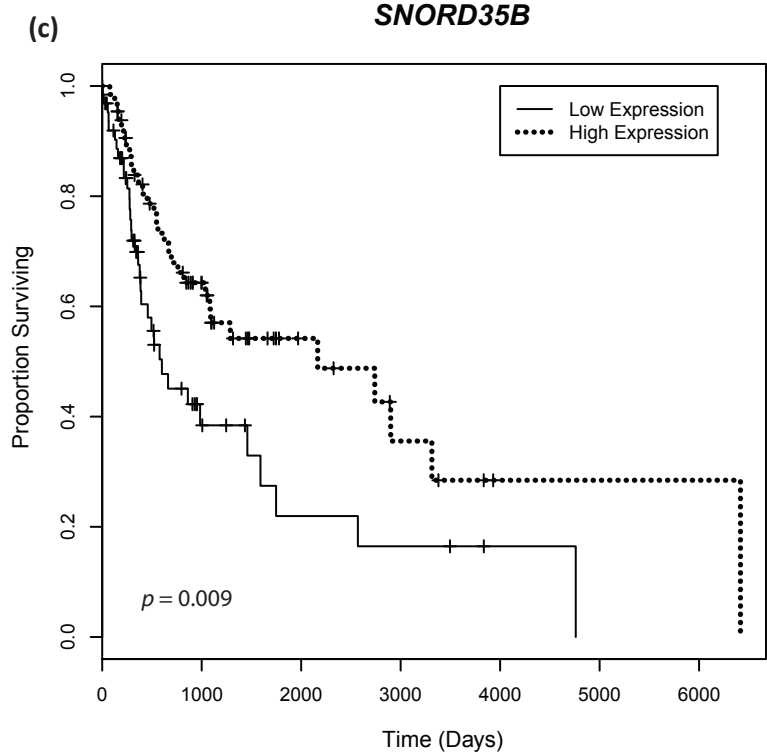 (c)
SNORD35B
Low Expression
High Expression
1.0
0.8
0.6
0.4
0.2
0.0
Proportion Surviving
p = 0.009
0 1000 2000 3000 4000 5000 6000
Time (Days)